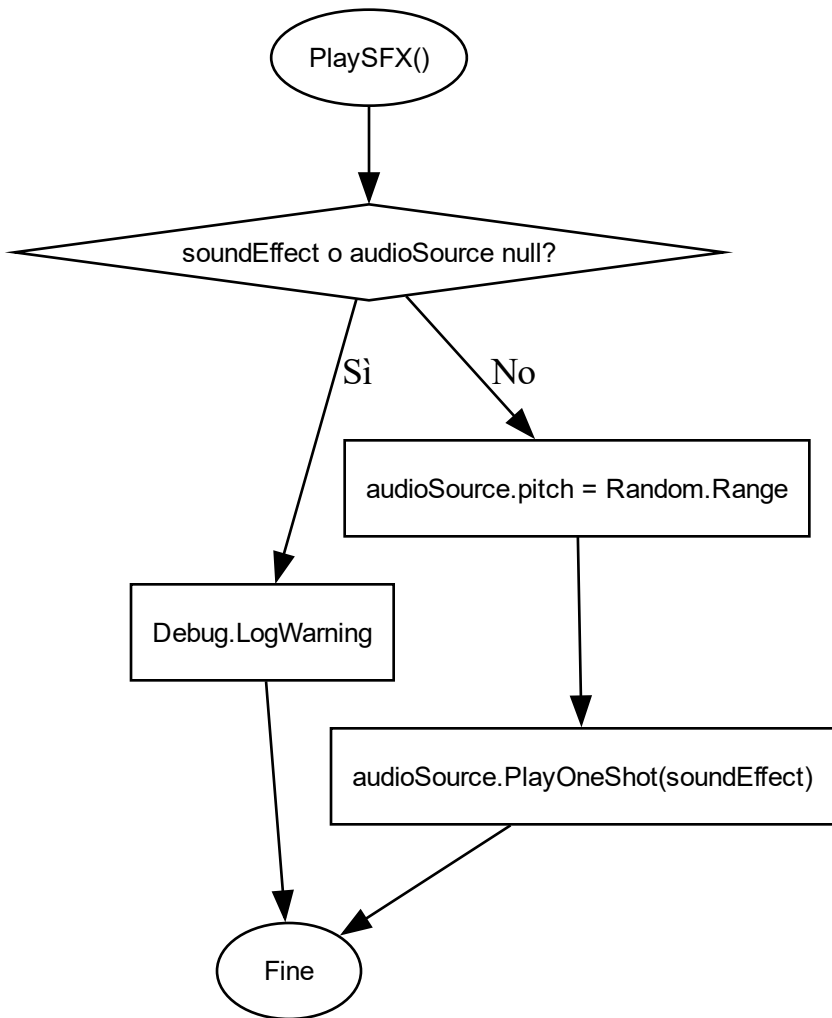 PlaySFX()
soundEffect o audioSource null?
Sì
No
audioSource.pitch = Random.Range
Debug.LogWarning
audioSource.PlayOneShot(soundEffect)
Fine